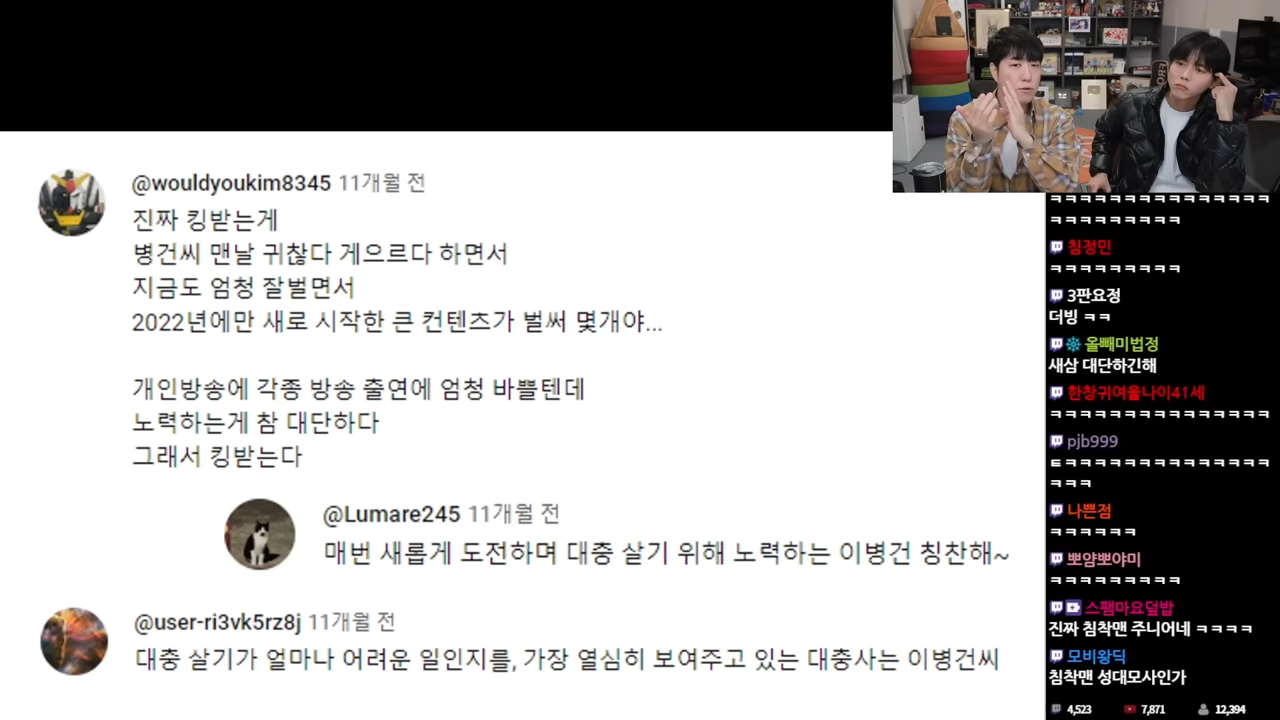 @wouldyoukim8345 11개월 전
진짜 킹받는게
병건씨 맨날 귀찮다 게으르다 하면서
지금도 엄청 잘벌면서
2022년에만 새로 시작한 큰 컨텐츠가 벌써 몇개야...
개인방송에 각종 방송 출연에 엄청 바쁠텐데
노력하는게 참 대단하다
그래서 킹받는다
@Lumare245 11개월 전
매번 새롭게 도전하며 대충 살기 위해 노력하는 이병건 칭찬해~
@user-ri3vk5rz8j 11개월 전
대충 살기가 얼마나 어려운 일인지를, 가장 열심히 보여주고 있는 대충사는 이병건씨
ㅋㅋㅋㅋㅋㅋㅋㅋㅋㅋㅋㅋㅋㅋㅋ
ㅋㅋㅋㅋㅋㅋㅋㅋㅋ
침정민
ㅋㅋㅋㅋㅋㅋㅋㅋㅋ
3판요정
더빙 ㅋㅋ
올빼미법정
새삼 대단하긴해
한창귀여울나이41세
ㅋㅋㅋㅋㅋㅋㅋㅋㅋㅋㅋㅋㅋㅋㅋ
pjb999
ㅌㅋㅋㅋㅋㅋㅋㅋㅋㅋㅋㅋㅋㅋㅋ
ㅋㅋㅋ
나쁜점
ㅋㅋㅋㅋㅋㅋ
뽀얌뽀야미
ㅋㅋㅋㅋㅋㅋㅋㅋㅋ
스팸마요덮밥
진짜 침착맨 주니어네 ㅋㅋㅋㅋ
모비왕딕
침착맨 성대모사인가
4,523 7,871 12,394